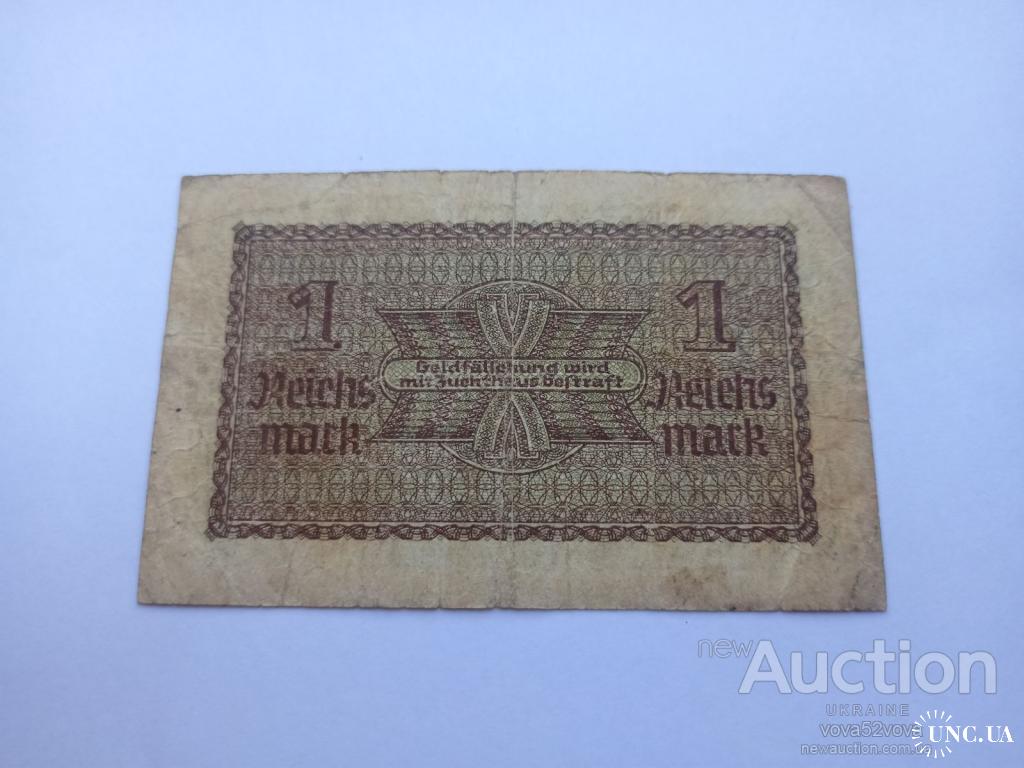 1
1
Geldfälschung wird
mit Zuchthaus bestraft
Reichs
mark
Reichs
mark
new Auction
UKRAINE
vova52vova
newauction.com.ua
UNC.UA